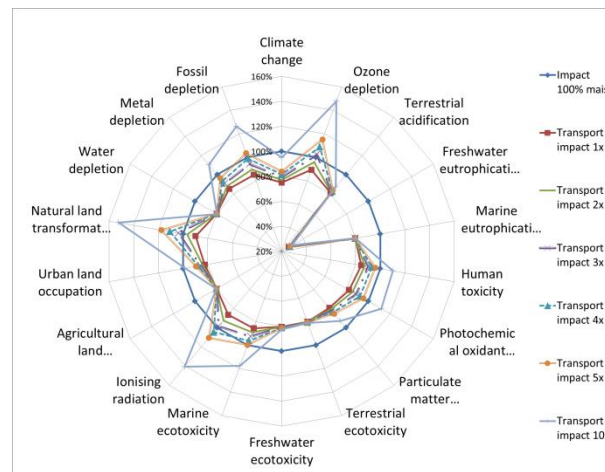 Climate
change
Ozone
depletion
Terrestrial
acidification
Freshwater
eutrophicati...
Marine
eutrophicati...
Human
toxicity
Photochemic
al oxidant...
Particulate
matter...
Terrestrial
ecotoxicity
Freshwater
ecotoxicity
Marine
ecotoxicity
Ionising
radiation
Agricultural
land...
Urban land
occupation
Natural land
transformat...
Water
depletion
Metal
depletion
Fossil
depletion
160%
140%
120%
100%
80%
60%
40%
20%
Impact
100% mais
Transport
impact 1x
Transport
impact 2x
Transport
impact 3x
Transport
impact 4x
Transport
impact 5x
Transport
impact 10